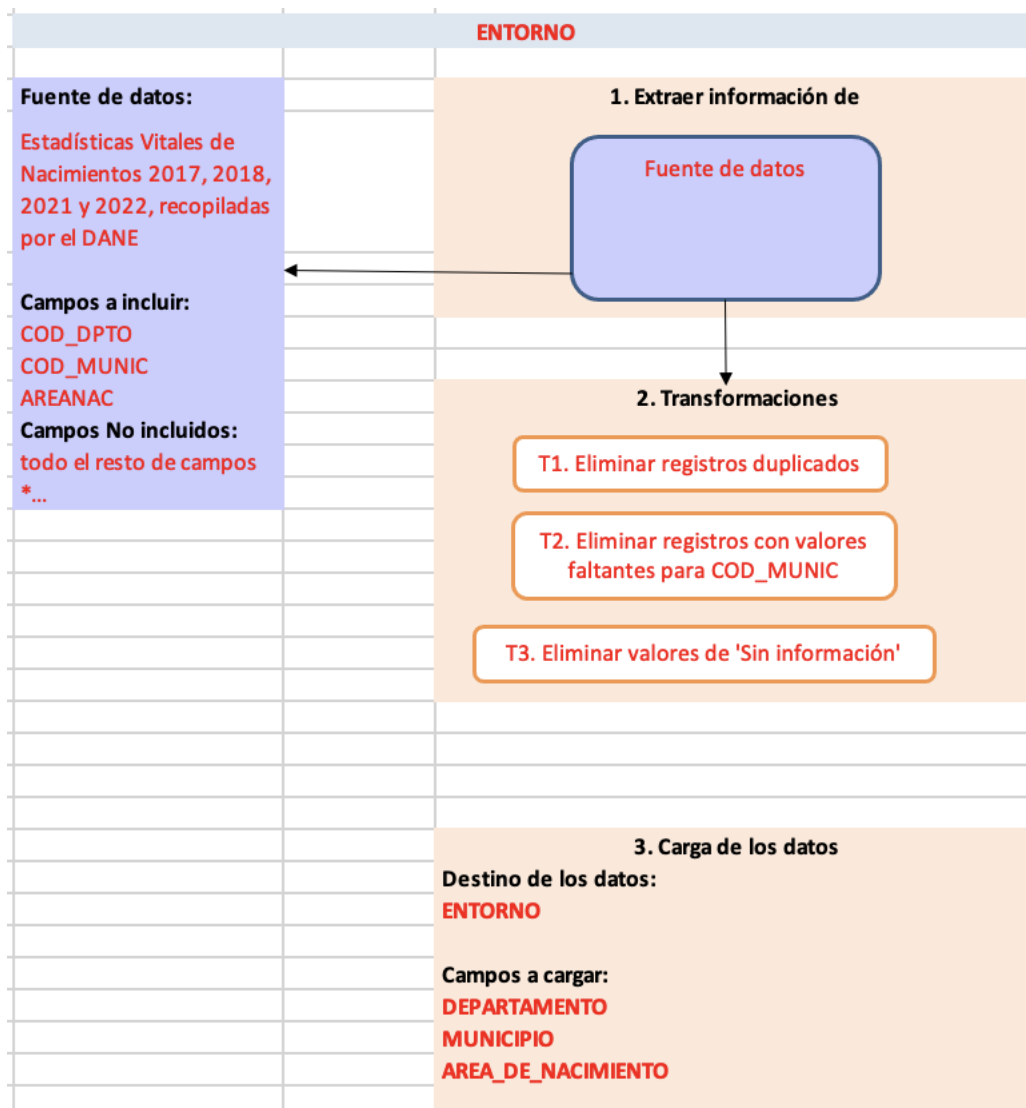 ENTORNO
Fuente de datos:
Estadísticas Vitales de
Nacimientos 2017, 2018,
2021 y 2022, recopiladas
por el DANE
Campos a incluir:
COD_DPTO
COD_MUNIC
AREANAC
Campos No incluidos:
todo el resto de campos
*...
1. Extraer información de
Fuente de datos
2. Transformaciones
T1. Eliminar registros duplicados
T2. Eliminar registros con valores
faltantes para COD_MUNIC
T3. Eliminar valores de 'Sin información'
3. Carga de los datos
Destino de los datos:
ENTORNO
Campos a cargar:
DEPARTAMENTO
MUNICIPIO
AREA_DE_NACIMIENTO